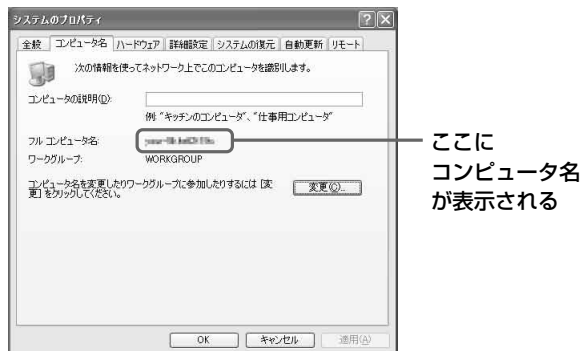 システムのプロパティ
全般 コンピュータ名 ハードウェア 詳細設定 システムの復元 自動更新 リモート
次の情報を使ってネットワーク上でこのコンピュータを識別します。
コンピュータの説明(D):
例: "キッチンのコンピュータ"、"仕事用コンピュータ"
フル コンピュータ名:
ワークグループ: WORKGROUP
コンピュータ名を変更したりワークグループに参加したりするには [変
更] をクリックしてください。
変更(C)...
OK キャンセル 適用(A)
ここに
コンピュータ名
が表示される